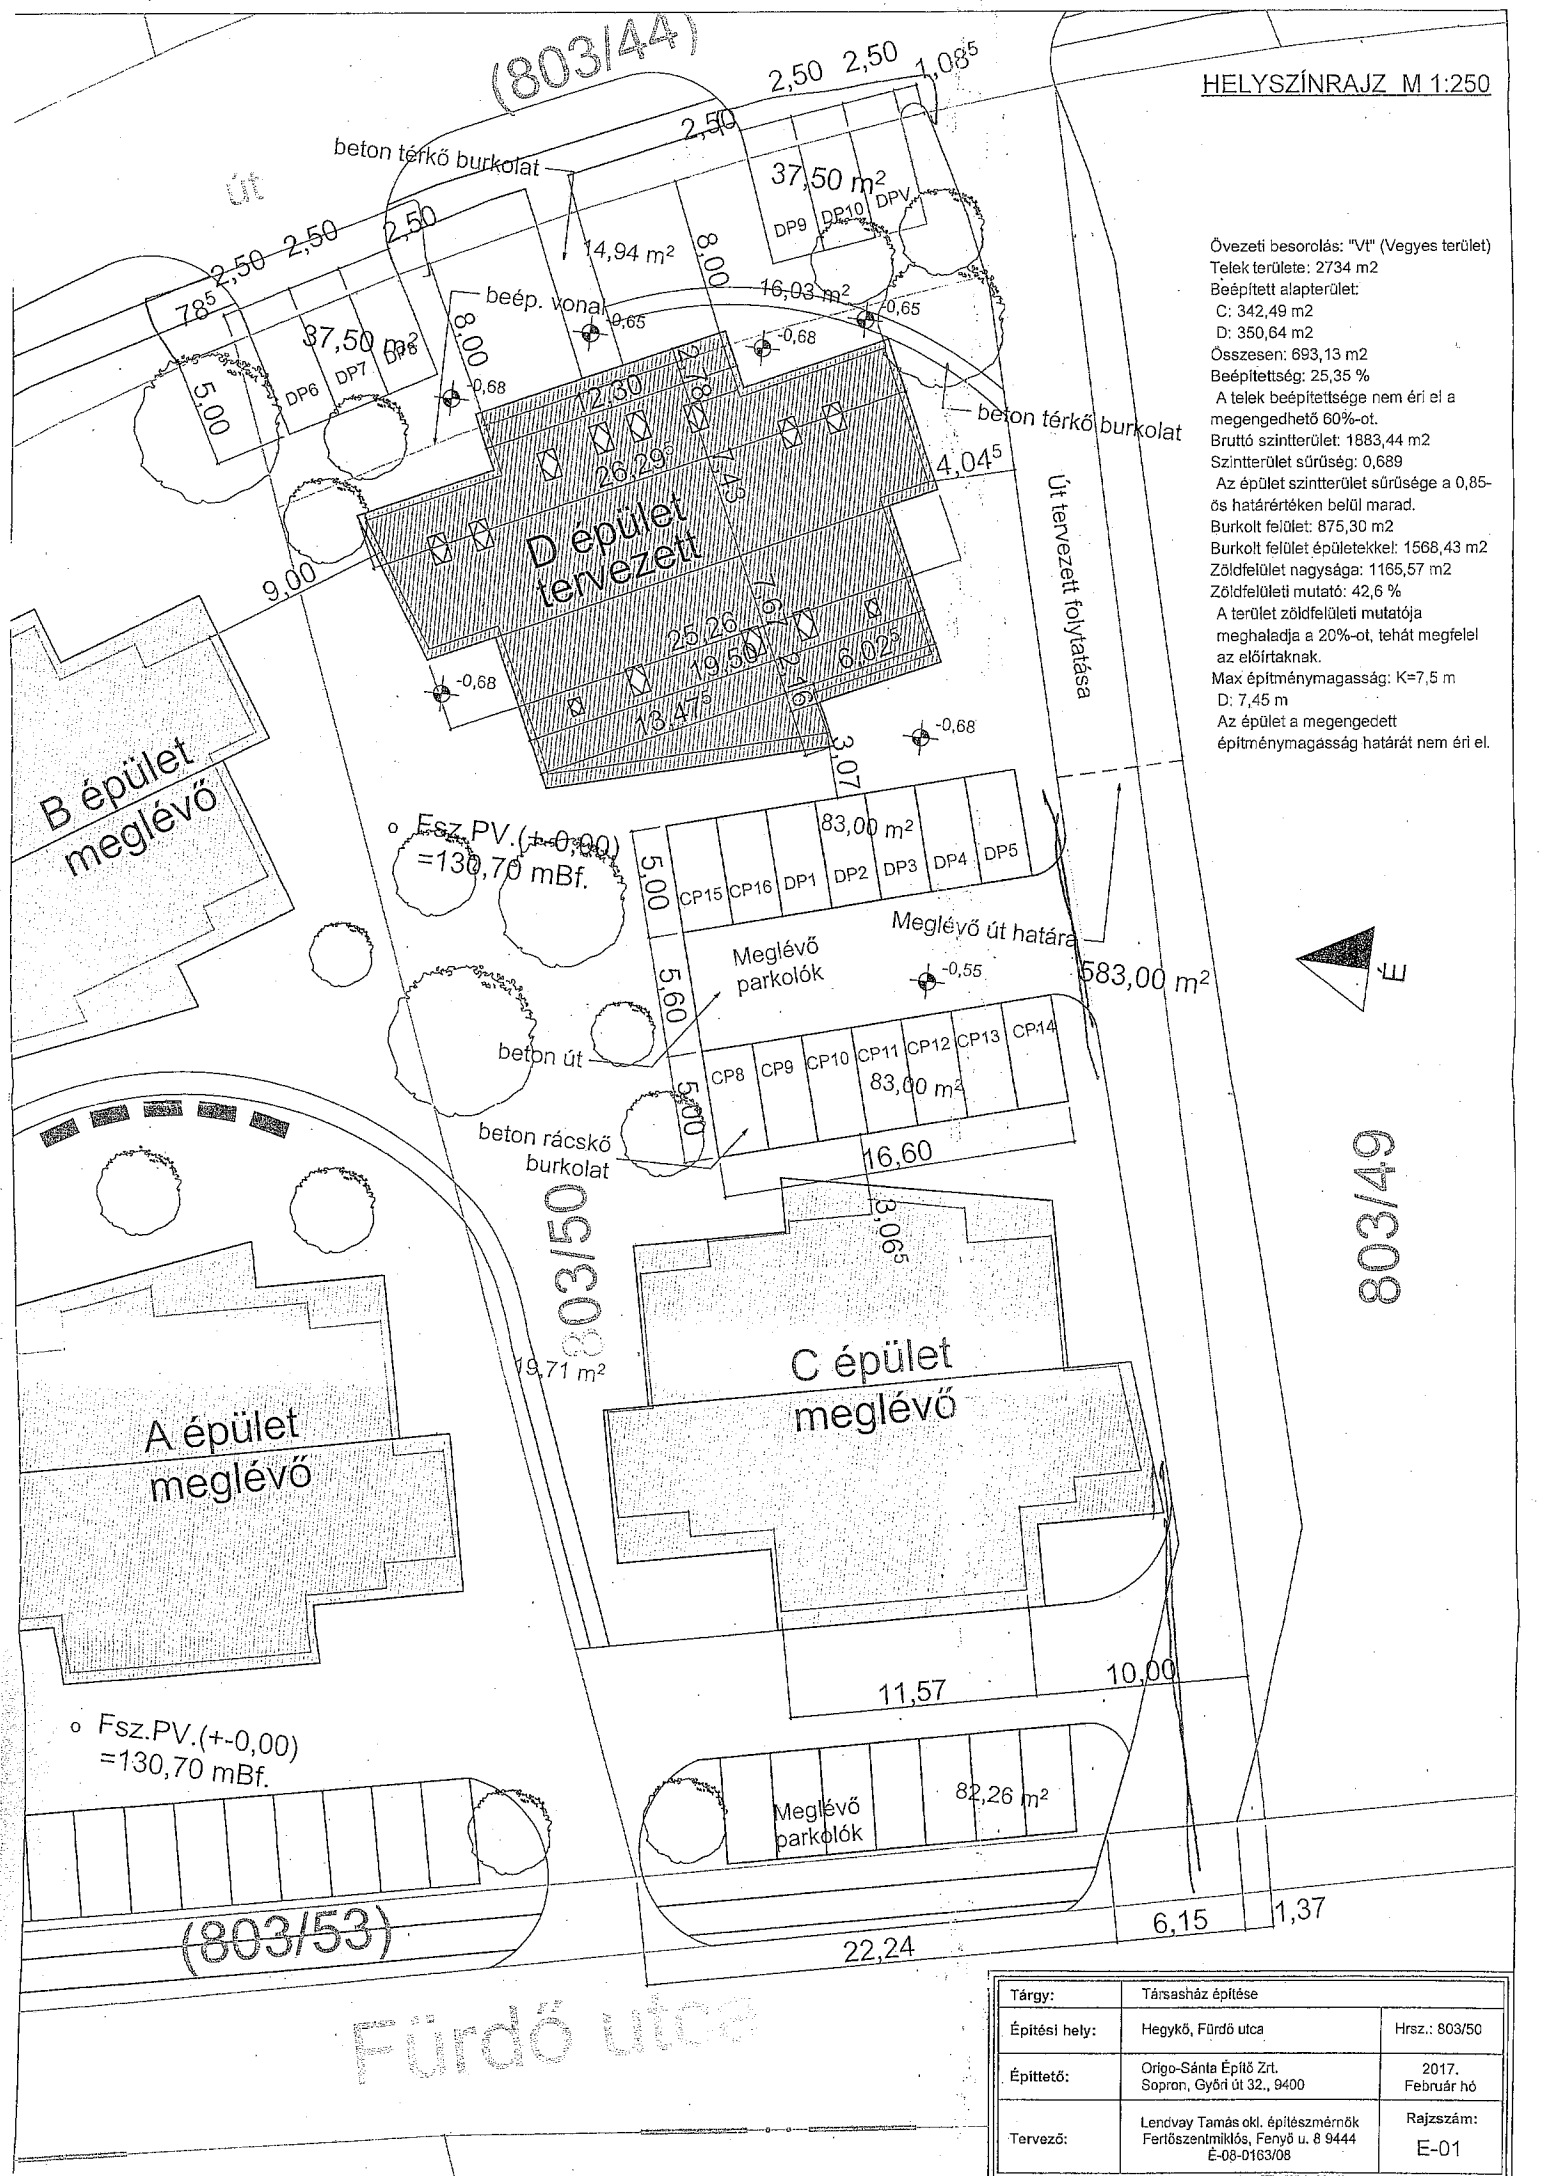 (803/44)
2,50
2,50
1,08⁵
HELYSZÍNRAJZ M 1:250
2,50
beton térkő burkolat
út
37,50 m²
DP9
DP10
DPV
2,50
2,50
2,50
78⁵
14,94 m²
8,00
16,03 m²
beép. vonal
-0,65
-0,65
-0,68
37,50 m²
8,00
DP6
DP7
DP8
5,00
-0,68
Övezeti besorolás: "Vt" (Vegyes terület)
Telek területe: 2734 m2
Beépített alapterület:
C: 342,49 m2
D: 350,64 m2
Összesen: 693,13 m2
Beépítettség: 25,35 %
A telek beépítettsége nem éri el a
megengedhető 60%-ot.
Bruttó szintterület: 1883,44 m2
Szintterület sűrűség: 0,689
Az épület szintterület sűrűsége a 0,85-
ös határértéken belül marad.
Burkolt felület: 875,30 m2
Burkolt felület épületekkel: 1568,43 m2
Zöldfelület nagysága: 1165,57 m2
Zöldfelületi mutató: 42,6 %
A terület zöldfelületi mutatója
meghaladja a 20%-ot, tehát megfelel
az előírtaknak.
Max építménymagasság: K=7,5 m
D: 7,45 m
Az épület a megengedett
építménymagasság határát nem éri el.
12,30
2,78
beton térkő burkolat
26,29⁵
4,04⁵
Út tervezett folytatása
D épület
tervezett
9,00
7,67
25,26
19,50
6,02⁵
2,16
13,47⁵
-0,68
-0,68
3,07
B épület
meglévő
Fsz.PV.(+-0,00)
=130,70 mBf.
83,00 m²
5,00
CP15
CP16
DP1
DP2
DP3
DP4
DP5
Meglévő út határa
Meglévő
parkolók
-0,55
583,00 m²
É
5,60
beton út
CP8
CP9
CP10
CP11
CP12
CP13
CP14
83,00 m²
5,00
beton rácskő
burkolat
16,60
803/50
3,06⁵
803/49
19,71 m²
C épület
meglévő
A épület
meglévő
11,57
10,00
Fsz.PV.(+-0,00)
=130,70 mBf.
82,26 m²
Meglévő
parkolók
(803/53)
22,24
6,15
1,37
Fürdő utca
Tárgy: Társasház építése
Építési hely: Hegykő, Fürdő utca Hrsz.: 803/50
Építtető: Origo-Sánta Építő Zrt.
Sopron, Győri út 32., 9400
2017.
Február hó
Tervező: Lendvay Tamás okl. építészmérnök
Fertőszentmiklós, Fenyő u. 8 9444
É-08-0163/08
Rajzszám:
E-01